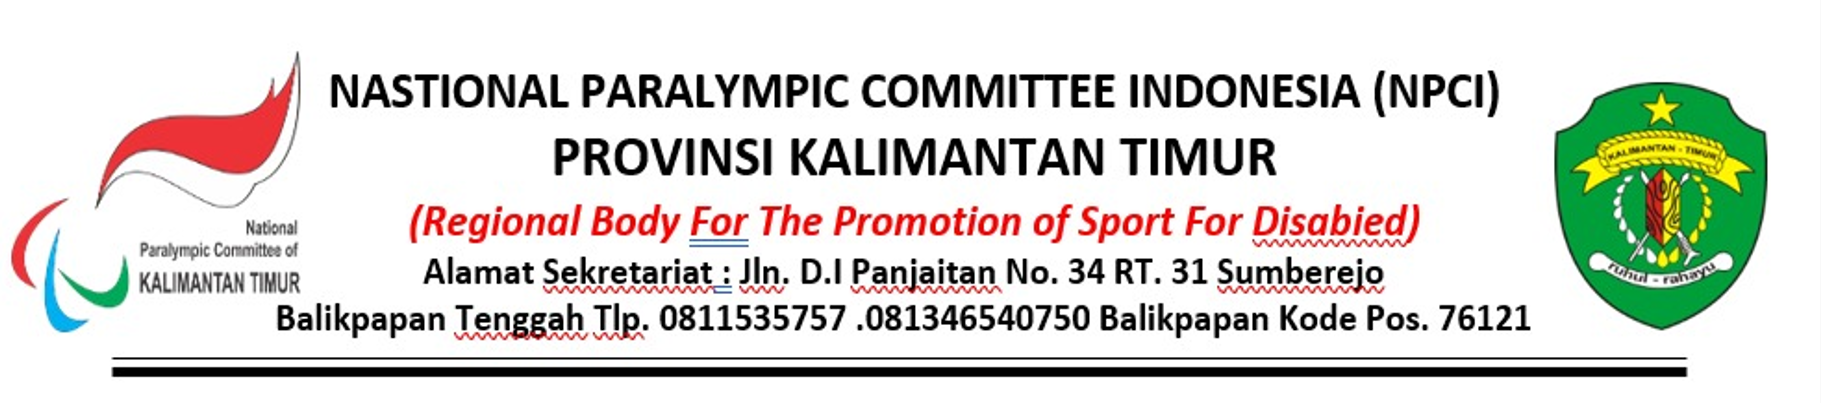 NASTIONAL PARALYMPIC COMMITTEE INDONESIA (NPCI)
PROVINSI KALIMANTAN TIMUR
(Regional Body For The Promotion of Sport For Disabied)
Alamat Sekretariat : Jln. D.I Panjaitan No. 34 RT. 31 Sumberejo
Balikpapan Tenggah Tlp. 0811535757 .081346540750 Balikpapan Kode Pos. 76121
National
Paralympic Committee of
KALIMANTAN TIMUR
KALIMANTAN - TIMUR
ruhui - rahayu